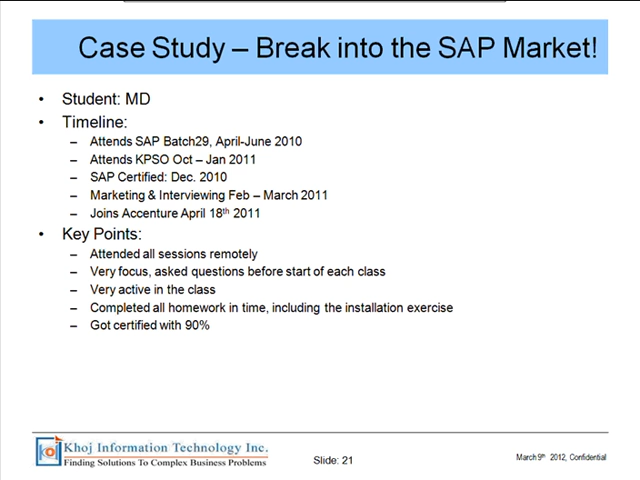 Case Study – Break into the SAP Market!
• Student: MD
• Timeline:
– Attends SAP Batch29, April-June 2010
– Attends KPSO Oct – Jan 2011
– SAP Certified: Dec. 2010
– Marketing & Interviewing Feb – March 2011
– Joins Accenture April 18th 2011
• Key Points:
– Attended all sessions remotely
– Very focus, asked questions before start of each class
– Very active in the class
– Completed all homework in time, including the installation exercise
– Got certified with 90%
Khoj Information Technology Inc.
Finding Solutions To Complex Business Problems
Slide: 21
March 9th 2012, Confidential